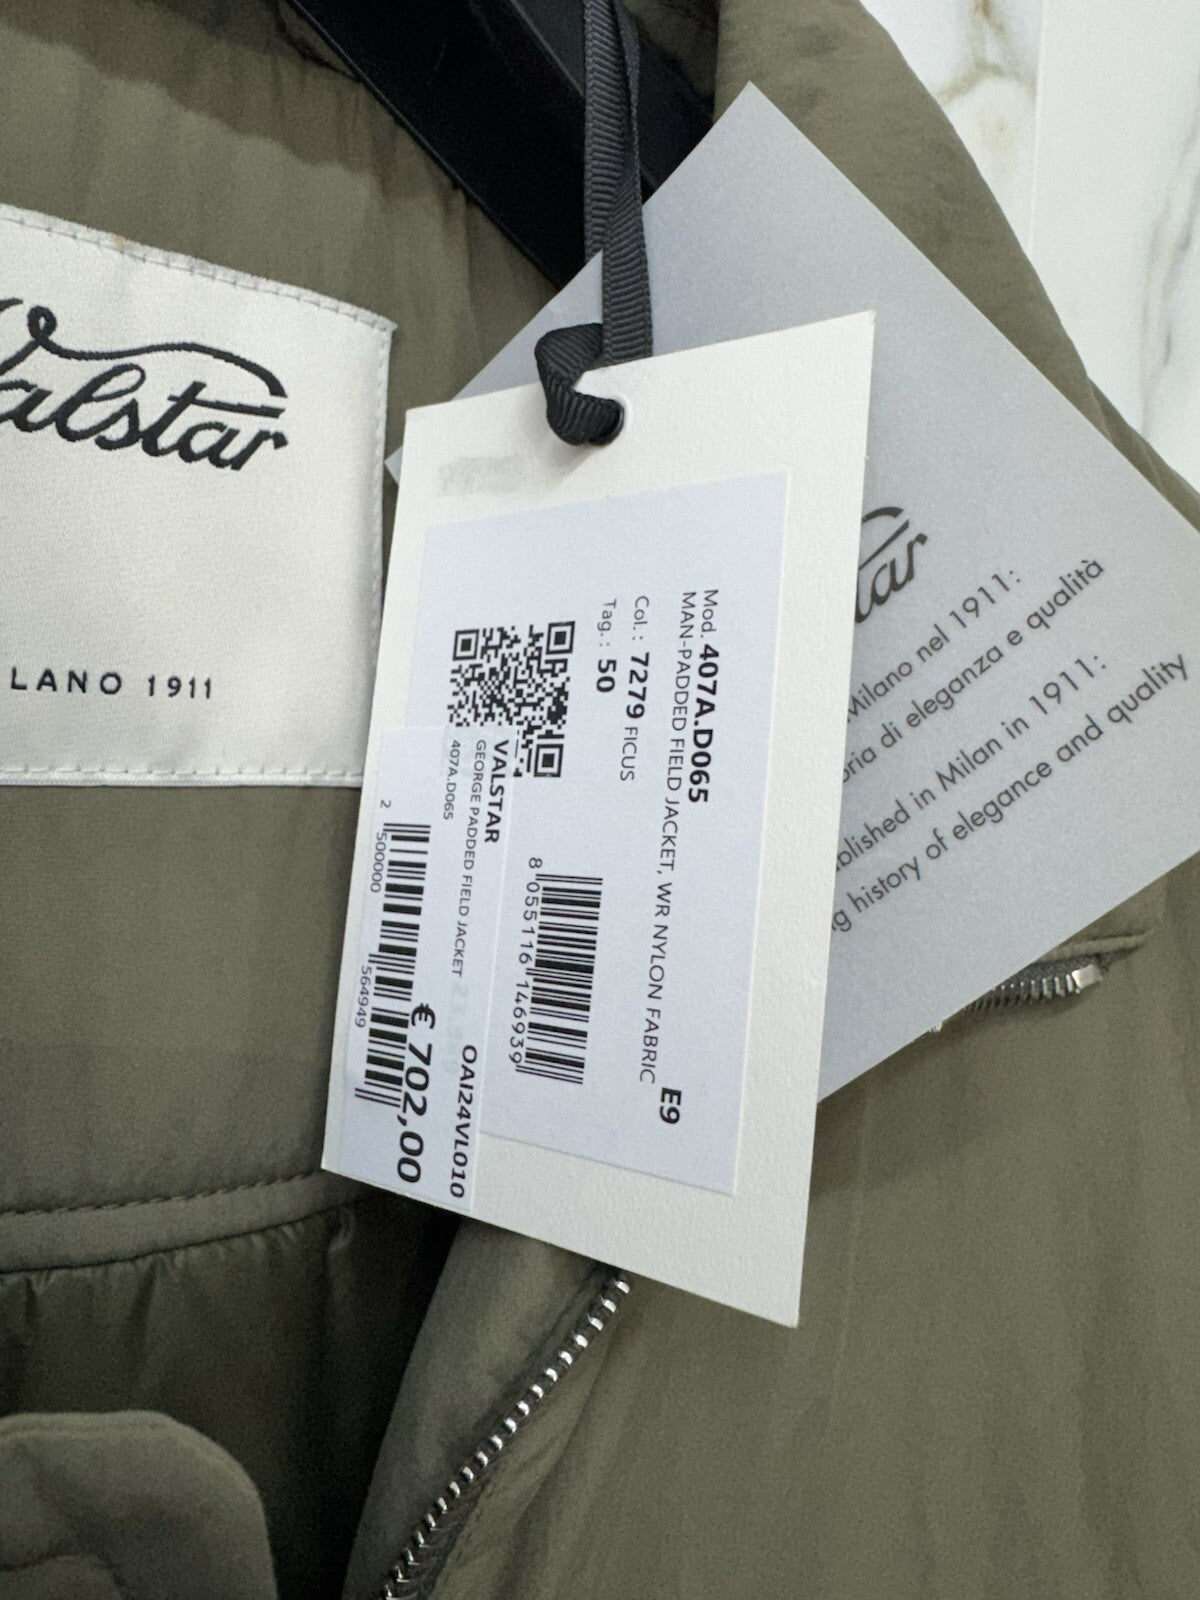 Valstar
LANO 1911
Mod. 407A.D065
MAN-PADDED FIELD JACKET, WR NYLON FABRIC
E9
Col. : 7279 FICUS
Tag. : 50
8 055116 146939
VALSTAR
GEORGE PADDED FIELD JACKET
407A.D065
OAI24VL010
€ 702,00
2 500000 564949
tar
Milano nel 1911:
oria di eleganza e qualità
blished in Milan in 1911:
g history of elegance and quality